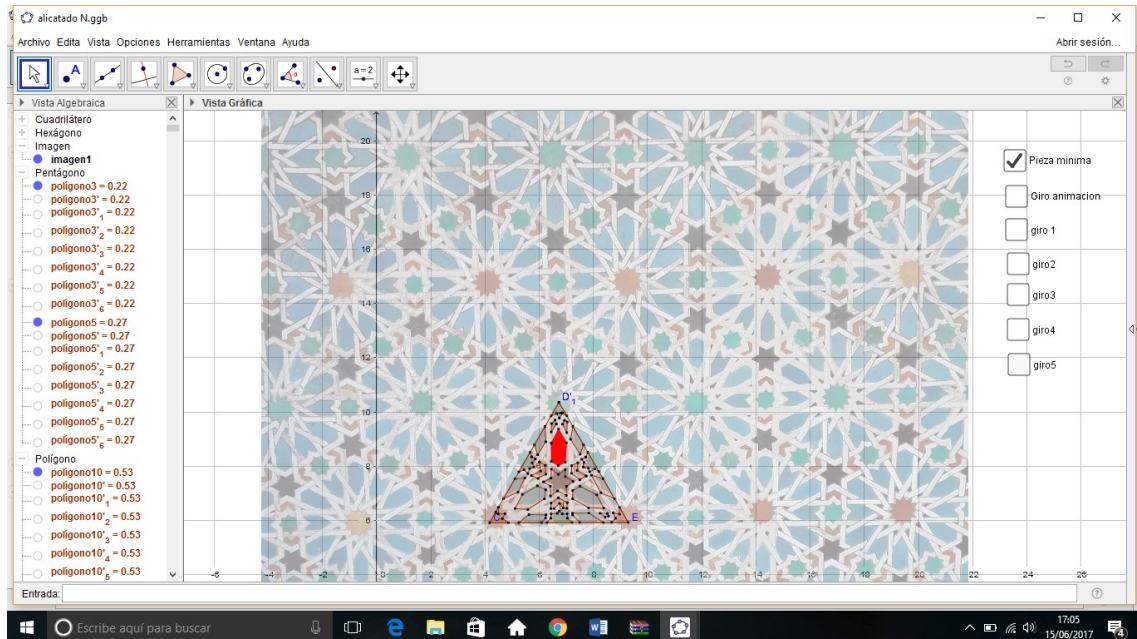 alicatado N.ggb
Archivo Edita Vista Opciones Herramientas Ventana Ayuda
Abrir sesión...
A
a=2
Vista Algebraica
Vista Gráfica
Cuadrilátero
Hexágono
Imagen
imagen1
Pentágono
polígono3 = 0.22
polígono3' = 0.22
polígono3'1 = 0.22
polígono3'2 = 0.22
polígono3'3 = 0.22
polígono3'4 = 0.22
polígono3'5 = 0.22
polígono3'6 = 0.22
polígono5 = 0.27
polígono5' = 0.27
polígono5'1 = 0.27
polígono5'2 = 0.27
polígono5'3 = 0.27
polígono5'4 = 0.27
polígono5'5 = 0.27
polígono5'6 = 0.27
Polígono
polígono10 = 0.53
polígono10' = 0.53
polígono10'1 = 0.53
polígono10'2 = 0.53
polígono10'3 = 0.53
polígono10'4 = 0.53
polígono10'5 = 0.53
20
18
16
14
12
10
8
6
D'1
C
E
-6 -4 -2 0 2 4 6 8 10 12 14 16 18 20 22 24 26
Pieza minima
Giro animacion
giro 1
giro2
giro3
giro4
giro5
Entrada:
Escribe aquí para buscar
17:05
15/06/2017
4